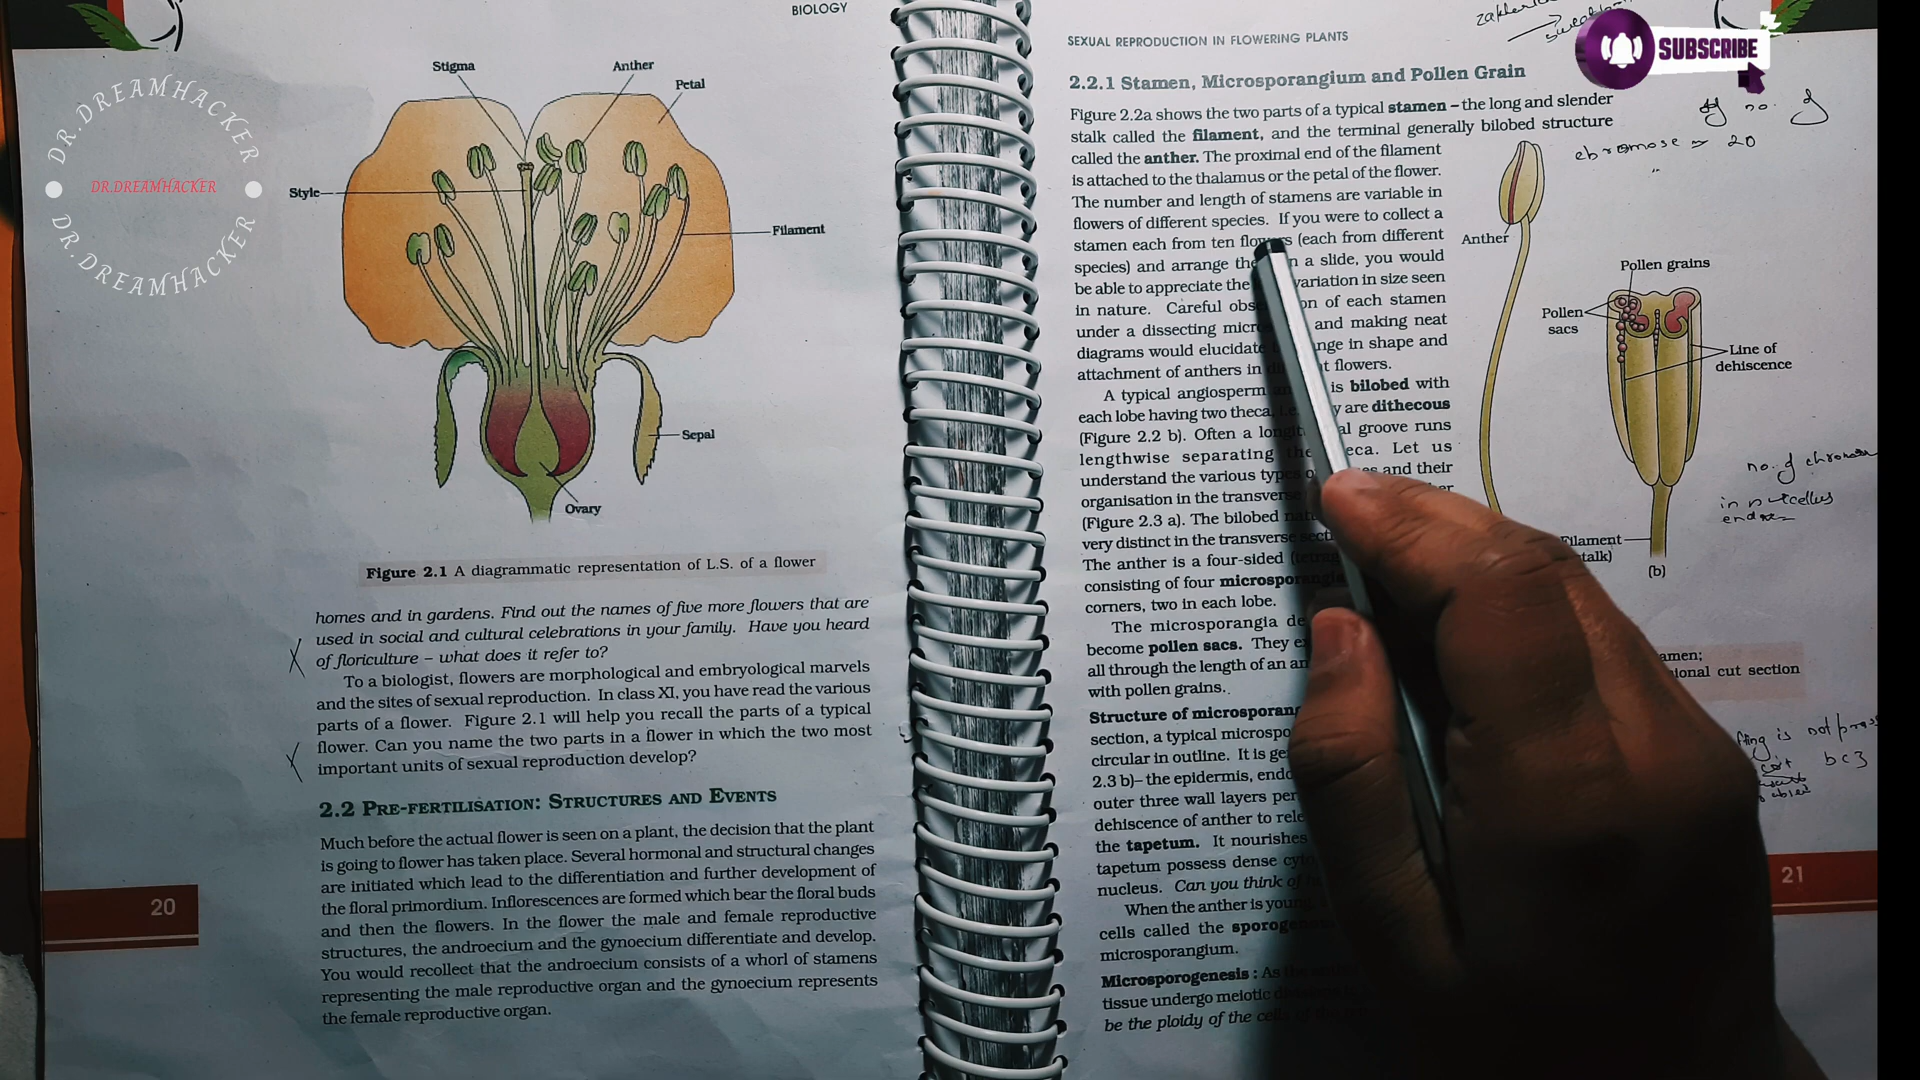 BIOLOGY
DR.DREAMHACKER
DR.DREAMHACKER
DR.DREAMHACKER
Stigma
Anther
Petal
Style
Filament
Sepal
Ovary
Figure 2.1 A diagrammatic representation of L.S. of a flower
homes and in gardens. Find out the names of five more flowers that are
used in social and cultural celebrations in your family. Have you heard
of floriculture – what does it refer to?
To a biologist, flowers are morphological and embryological marvels
and the sites of sexual reproduction. In class XI, you have read the various
parts of a flower. Figure 2.1 will help you recall the parts of a typical
flower. Can you name the two parts in a flower in which the two most
important units of sexual reproduction develop?
2.2 PRE-FERTILISATION: STRUCTURES AND EVENTS
Much before the actual flower is seen on a plant, the decision that the plant
is going to flower has taken place. Several hormonal and structural changes
are initiated which lead to the differentiation and further development of
the floral primordium. Inflorescences are formed which bear the floral buds
and then the flowers. In the flower the male and female reproductive
structures, the androecium and the gynoecium differentiate and develop.
You would recollect that the androecium consists of a whorl of stamens
representing the male reproductive organ and the gynoecium represents
the female reproductive organ.
20
SEXUAL REPRODUCTION IN FLOWERING PLANTS
SUBSCRIBE
2.2.1 Stamen, Microsporangium and Pollen Grain
Figure 2.2a shows the two parts of a typical stamen – the long and slender
stalk called the filament, and the terminal generally bilobed structure
called the anther. The proximal end of the filament
is attached to the thalamus or the petal of the flower.
The number and length of stamens are variable in
flowers of different species. If you were to collect a
stamen each from ten flowers (each from different
species) and arrange a slide, you would
be able to appreciate the variation in size seen
in nature. Careful of each stamen
under a dissecting and making neat
diagrams would elucidate in shape and
attachment of anthers in flowers.
A typical angiosperm is bilobed with
each lobe having two theca, are dithecous
(Figure 2.2 b). Often a groove runs
lengthwise separating Let us
understand the various and their
organisation in the transverse
(Figure 2.3 a). The bilobed
very distinct in the transverse
The anther is a four-sided
consisting of four
corners, two in each lobe.
The microsporangia
become pollen sacs. They
all through the length of an
with pollen grains.
Structure of
section, a typical
circular in outline. It is
2.3 b)– the epidermis,
outer three wall layers
dehiscence of anther to
the tapetum. It nourishes
tapetum possess dense
nucleus. Can you think of
When the anther is
cells called the
microsporangium.
Microsporogenesis : As
tissue undergo meiotic
be the ploidy of the cells
Anther
Pollen grains
Pollen
sacs
Line of
dehiscence
Filament
(b)
cut section
no. of
20
no. of
in
is not
21